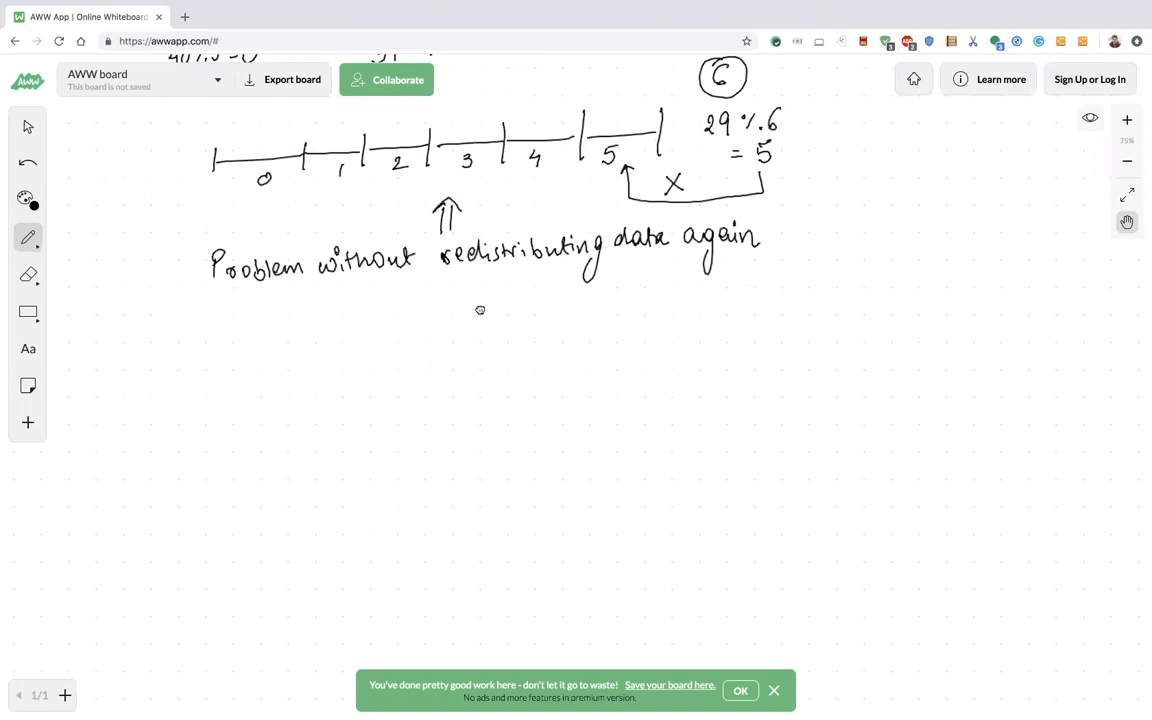 AWW App | Online Whiteboard
https://awwapp.com/#
AWW board
This board is not saved
Export board
Collaborate
Learn more
Sign Up or Log In
6
29 % 6
= 5
0 1 2 3 4 5
X
75%
Problem without redistributing data again
Aa
1/1
You've done pretty good work here - don't let it go to waste! Save your board here.
No ads and more features in premium version.
OK